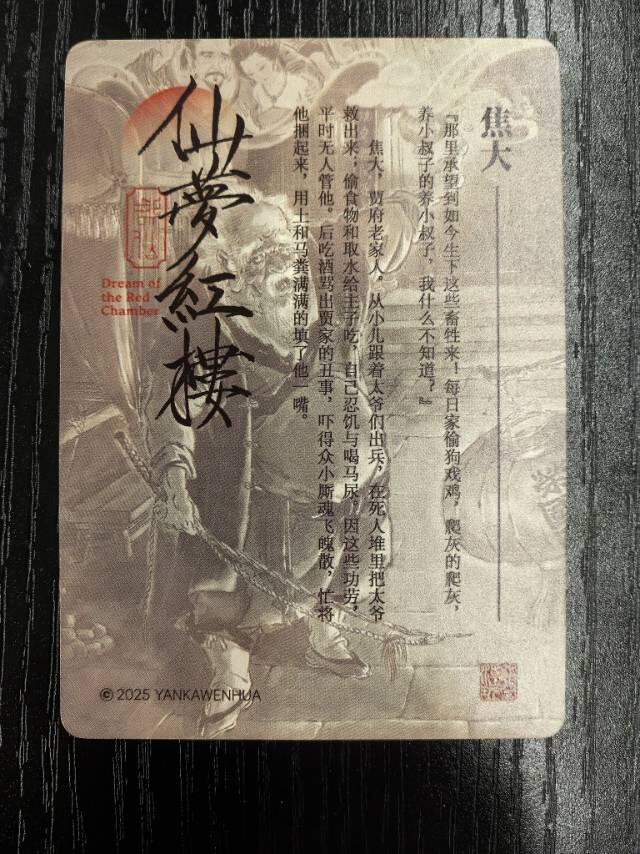 焦大
『那里承望到如今生下这些畜牲来！每日家偷狗戏鸡，爬灰的爬灰，
养小叔子的养小叔子，我什么不知道？』
焦大，贾府老家人。从小儿跟着太爷们出兵，在死人堆里把太爷
救出来；偷食物和取水给主子吃，自己忍饥与喝马尿。因这些功劳，
平时无人管他。后吃酒骂出贾家的丑事，吓得众小厮魂飞魄散，忙将
他捆起来，用土和马粪满满的填了他一嘴。
仙夢紅樓
Dream of
the Red
Chamber
© 2025 YANKAWENHUA